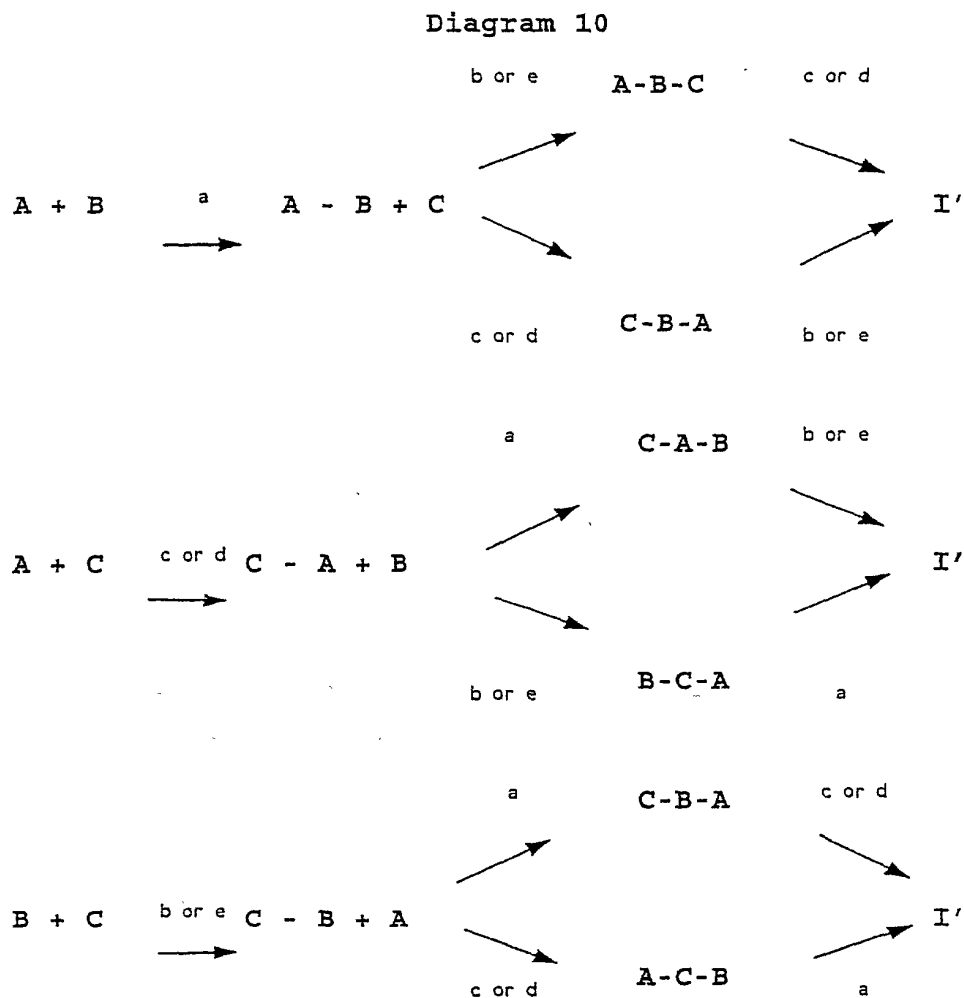 Diagram 10
b or e A-B-C c or d
A + B a A - B + C I'
c or d C-B-A b or e
a C-A-B b or e
A + C c or d C - A + B I'
b or e B-C-A a
a C-B-A c or d
B + C b or e C - B + A I'
c or d A-C-B a